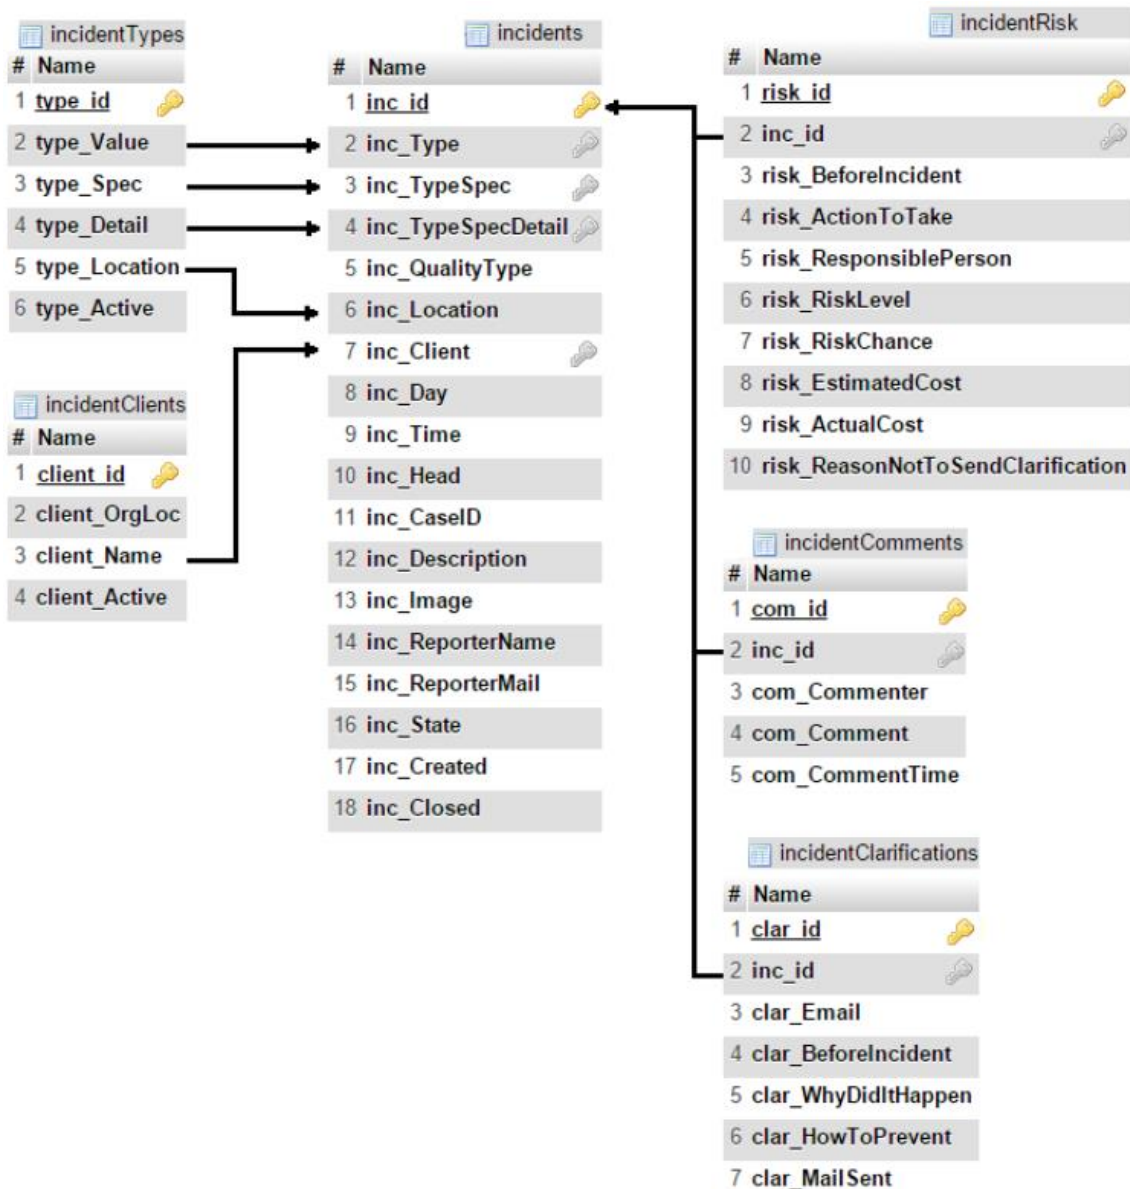 incidentTypes
# Name
1 type_id
2 type_Value
3 type_Spec
4 type_Detail
5 type_Location
6 type_Active
incidentClients
# Name
1 client_id
2 client_OrgLoc
3 client_Name
4 client_Active
incidents
# Name
1 inc_id
2 inc_Type
3 inc_TypeSpec
4 inc_TypeSpecDetail
5 inc_QualityType
6 inc_Location
7 inc_Client
8 inc_Day
9 inc_Time
10 inc_Head
11 inc_CaseID
12 inc_Description
13 inc_Image
14 inc_ReporterName
15 inc_ReporterMail
16 inc_State
17 inc_Created
18 inc_Closed
incidentRisk
# Name
1 risk_id
2 inc_id
3 risk_BeforeIncident
4 risk_ActionToTake
5 risk_ResponsiblePerson
6 risk_RiskLevel
7 risk_RiskChance
8 risk_EstimatedCost
9 risk_ActualCost
10 risk_ReasonNotToSendClarification
incidentComments
# Name
1 com_id
2 inc_id
3 com_Commenter
4 com_Comment
5 com_CommentTime
incidentClarifications
# Name
1 clar_id
2 inc_id
3 clar_Email
4 clar_BeforeIncident
5 clar_WhyDidItHappen
6 clar_HowToPrevent
7 clar_MailSent